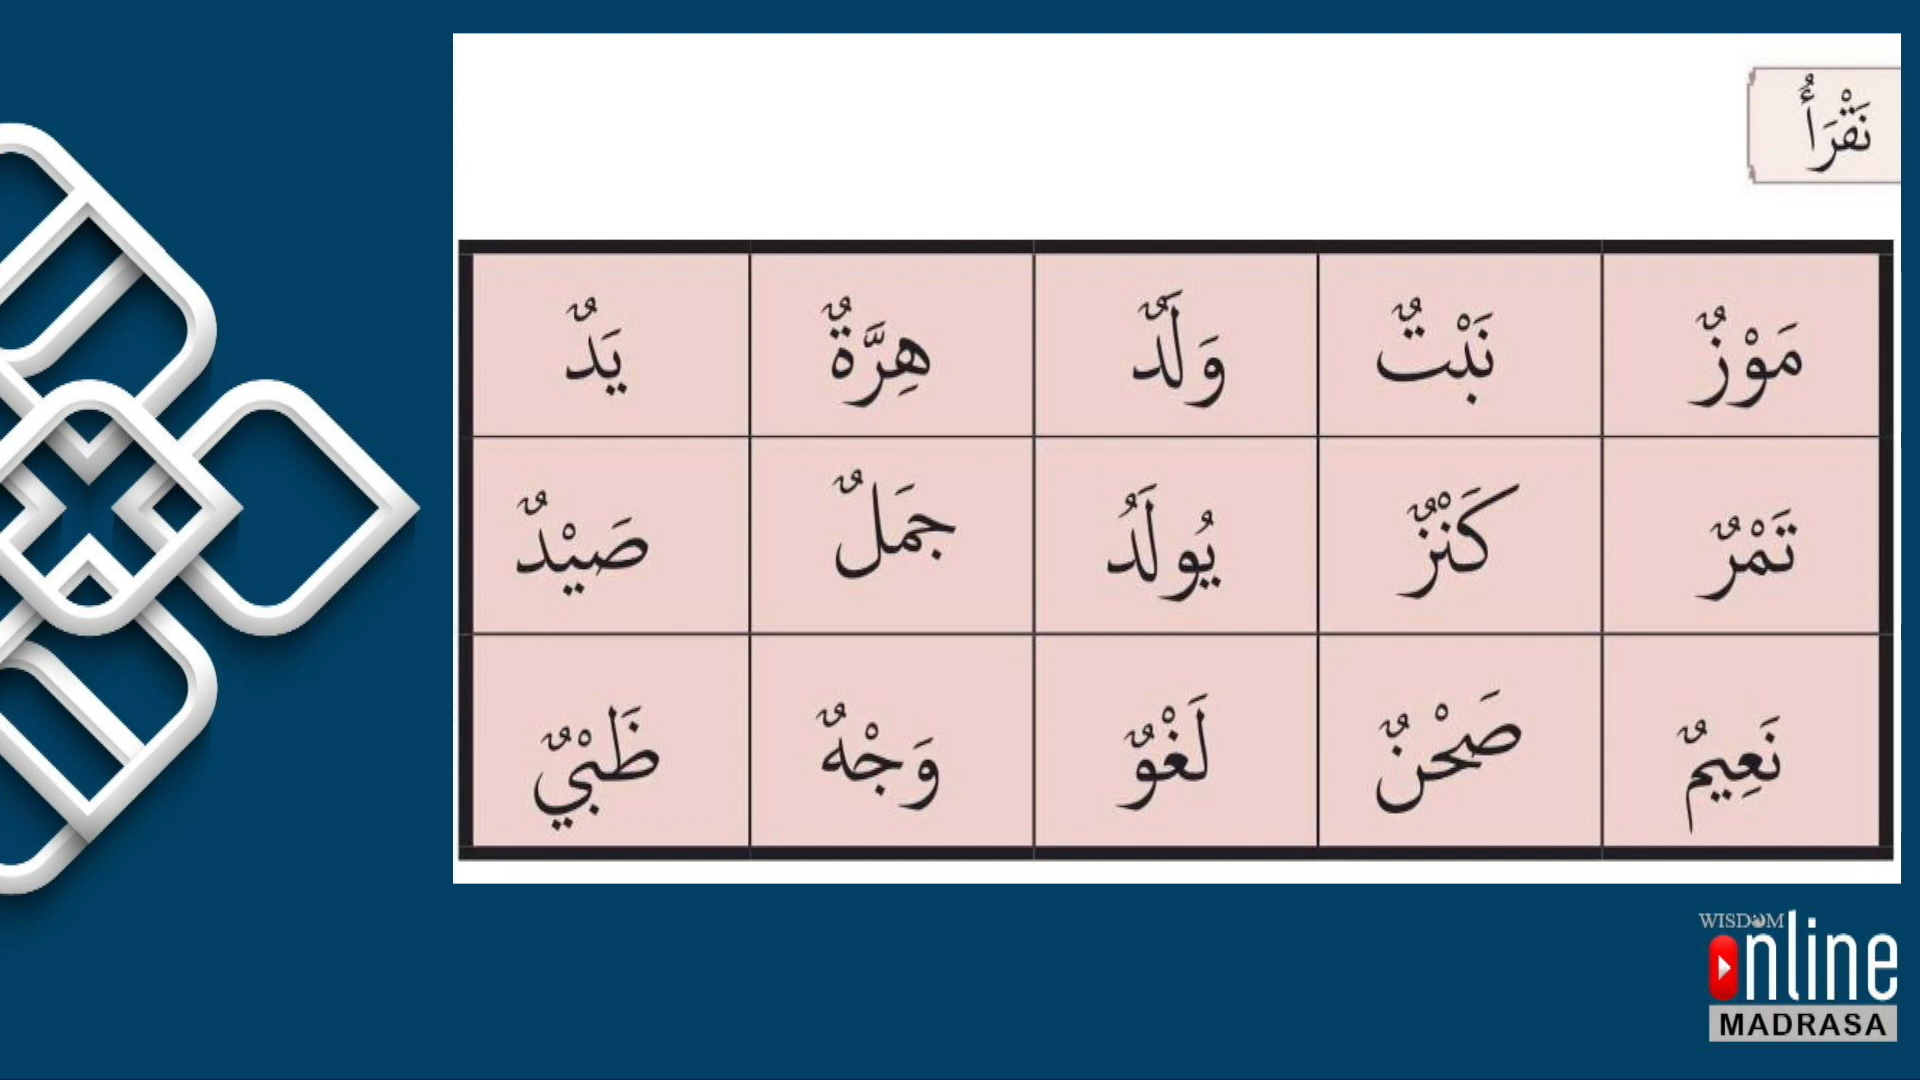 نَقْرَأُ
مَوْزٌ نَبْتٌ وَلَدٌ هِرَّةٌ يَدٌ
تَمْرٌ كَنْزٌ يُولَدُ جَمَلٌ صَيْدٌ
نَعِيمٌ صَحْنٌ لَغْوٌ وَجْهٌ ظَبْيٌ
WISDOM
online
MADRASA